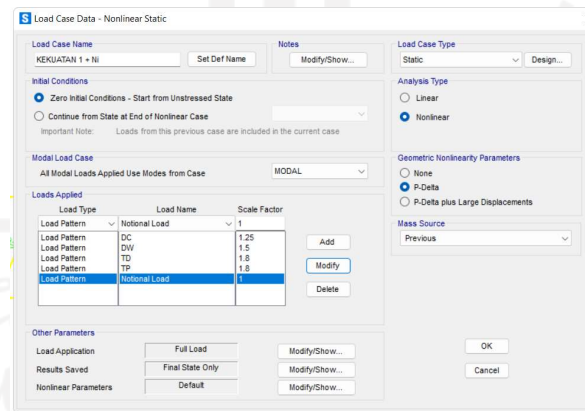 S Load Case Data - Nonlinear Static
Load Case Name
KEKUATAN 1 + Ni
Set Def Name
Notes
Modify/Show...
Load Case Type
Static
Design...
Initial Conditions
Zero Initial Conditions - Start from Unstressed State
Continue from State at End of Nonlinear Case
Important Note: Loads from this previous case are included in the current case
Analysis Type
Linear
Nonlinear
Modal Load Case
All Modal Loads Applied Use Modes from Case
MODAL
Geometric Nonlinearity Parameters
None
P-Delta
P-Delta plus Large Displacements
Loads Applied
Load Type Load Name Scale Factor
Load Pattern Notional Load 1
Load Pattern DC 1.25
Load Pattern DW 1.5
Load Pattern TD 1.8
Load Pattern TP 1.8
Load Pattern Notional Load 1
Add
Modify
Delete
Mass Source
Previous
Other Parameters
Load Application Full Load Modify/Show...
Results Saved Final State Only Modify/Show...
Nonlinear Parameters Default Modify/Show...
OK
Cancel